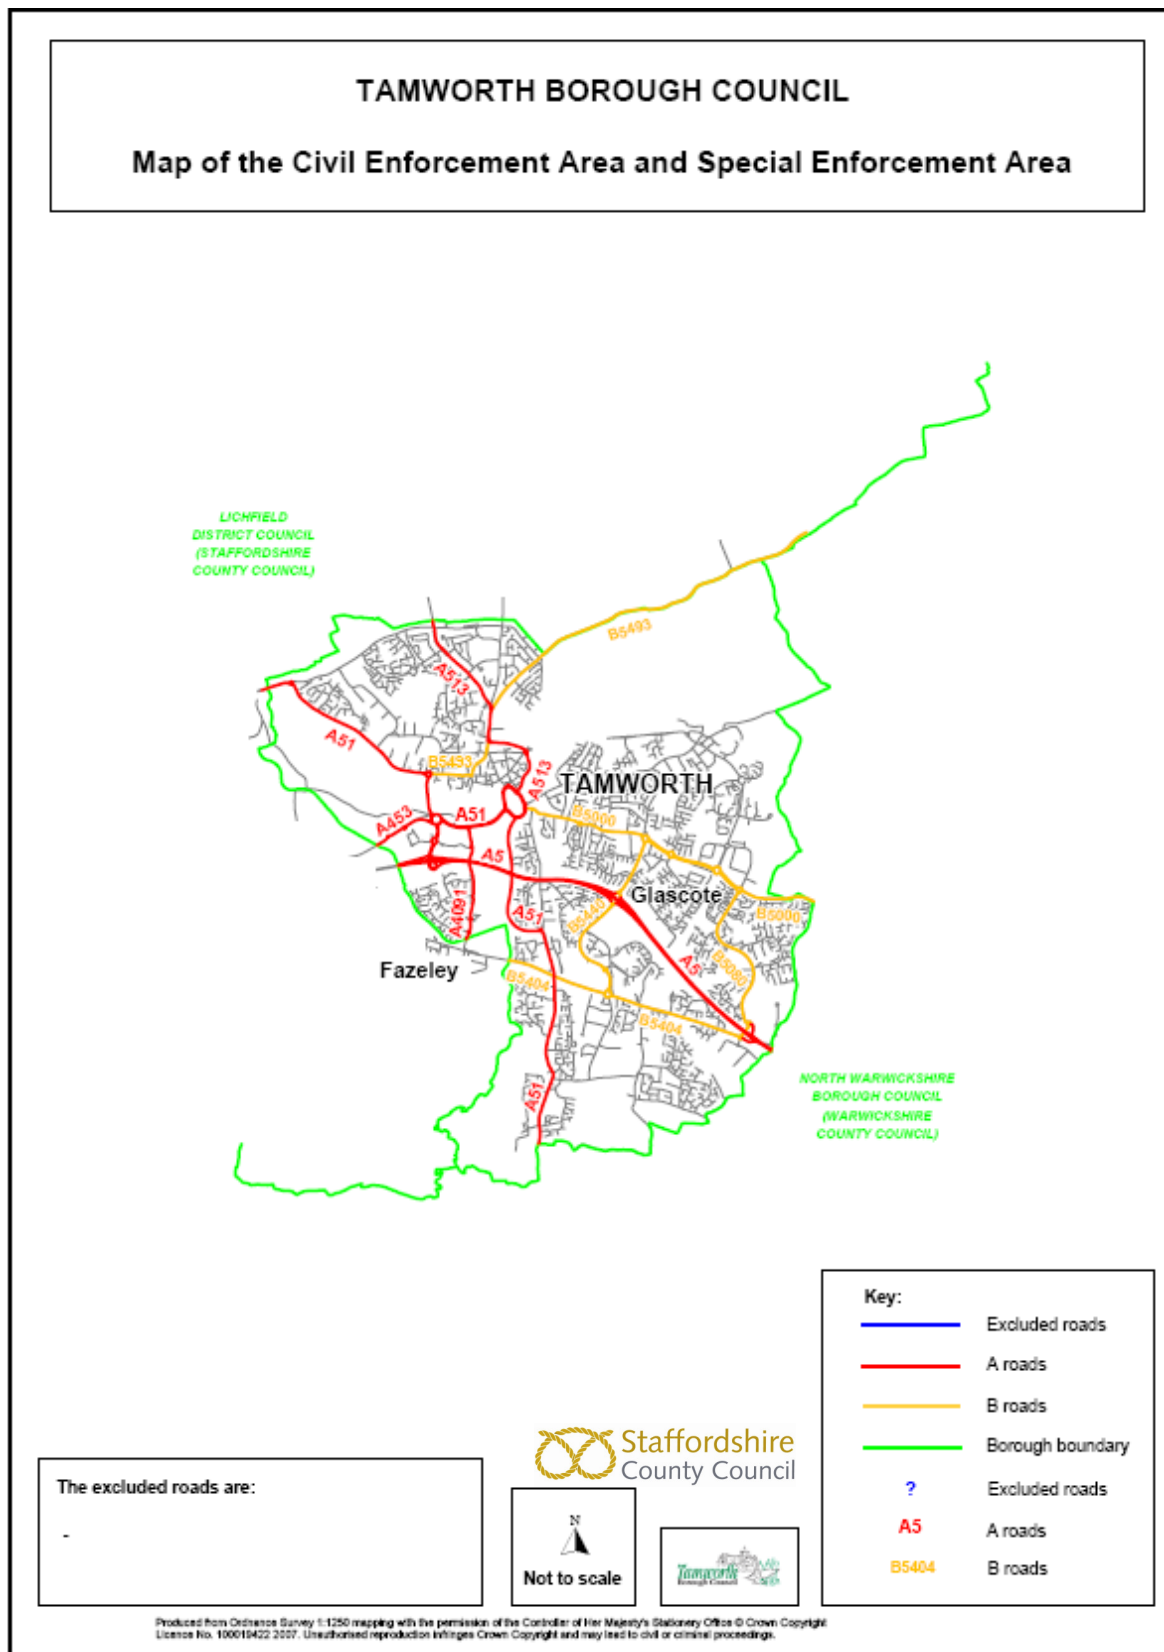 TAMWORTH BOROUGH COUNCIL
Map of the Civil Enforcement Area and Special Enforcement Area
LICHFIELD
DISTRICT COUNCIL
(STAFFORDSHIRE
COUNTY COUNCIL)
B5493
A513
A51
B5493
A513
TAMWORTH
A453
A51
B5000
A5
Glascote
A4091
A51
B5440
B5000
Fazeley
B5404
A5
B5080
B5404
A51
NORTH WARWICKSHIRE
BOROUGH COUNCIL
(WARWICKSHIRE
COUNTY COUNCIL)
Key:
Excluded roads
A roads
B roads
Borough boundary
? Excluded roads
A5 A roads
B5404 B roads
Staffordshire
County Council
The excluded roads are:
-
N
Not to scale
Tamworth
Borough Council
Produced from Ordnance Survey 1:1250 mapping with the permission of the Controller of Her Majesty's Stationery Office © Crown Copyright
Licence No. 100019422 2007. Unauthorised reproduction infringes Crown Copyright and may lead to civil or criminal proceedings.